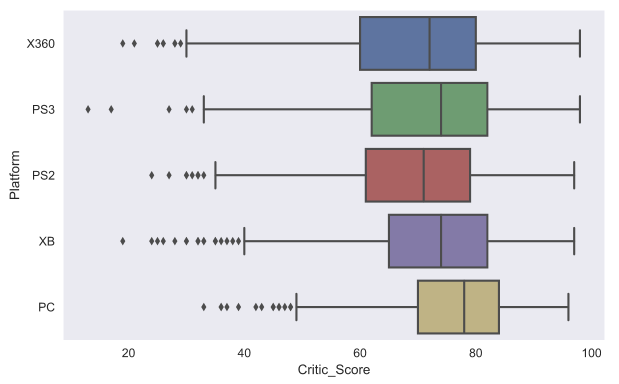 X360
PS3
PS2
XB
PC
Platform
20 40 60 80 100
Critic_Score